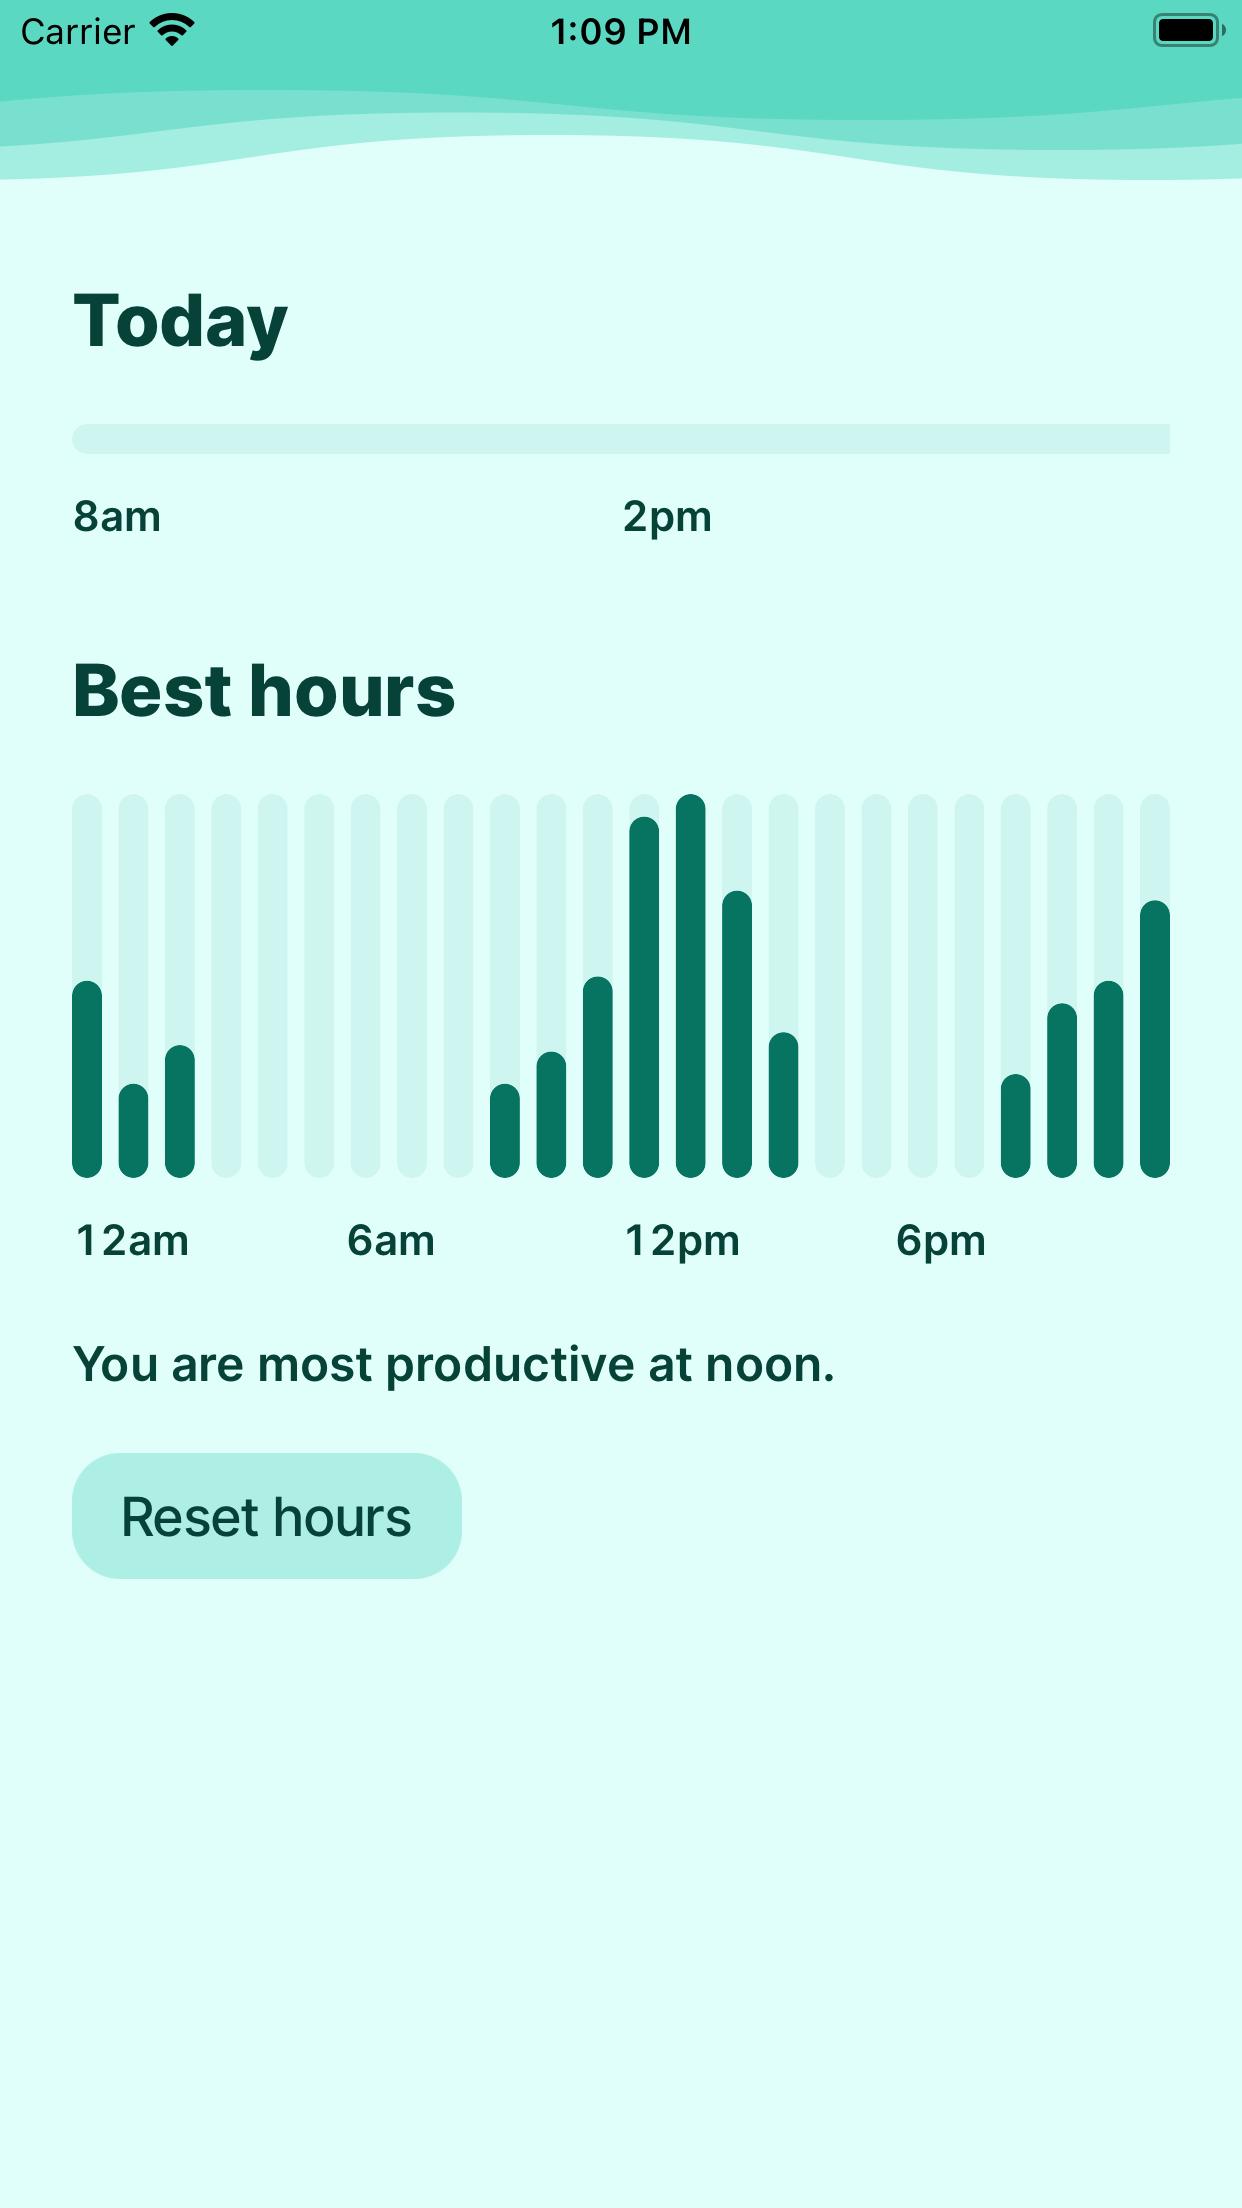 Carrier 1:09 PM
Today
8am 2pm
Best hours
12am 6am 12pm 6pm
You are most productive at noon.
Reset hours